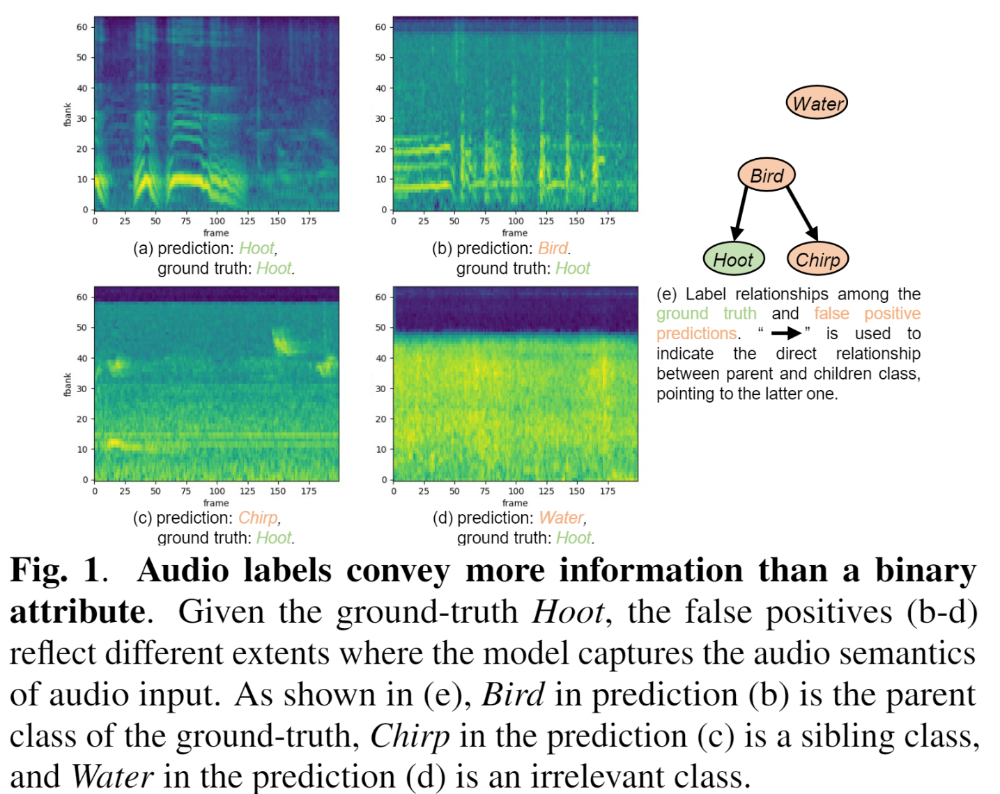 60
50
40
30
20
10
0
fbank
0 25 50 75 100 125 150 175
frame
(a) prediction: Hoot,
ground truth: Hoot.
60
50
40
30
20
10
0
0 25 50 75 100 125 150 175
frame
(b) prediction: Bird.
ground truth: Hoot
60
50
40
30
20
10
0
fbank
0 25 50 75 100 125 150 175
frame
(c) prediction: Chirp,
ground truth: Hoot.
60
50
40
30
20
10
0
0 25 50 75 100 125 150 175
frame
(d) prediction: Water,
ground truth: Hoot.
Water
Bird
Hoot Chirp
(e) Label relationships among the
ground truth and false positive
predictions. “ ” is used to
indicate the direct relationship
between parent and children class,
pointing to the latter one.
Fig. 1. Audio labels convey more information than a binary
attribute. Given the ground-truth Hoot, the false positives (b-d)
reflect different extents where the model captures the audio semantics
of audio input. As shown in (e), Bird in prediction (b) is the parent
class of the ground-truth, Chirp in the prediction (c) is a sibling class,
and Water in the prediction (d) is an irrelevant class.